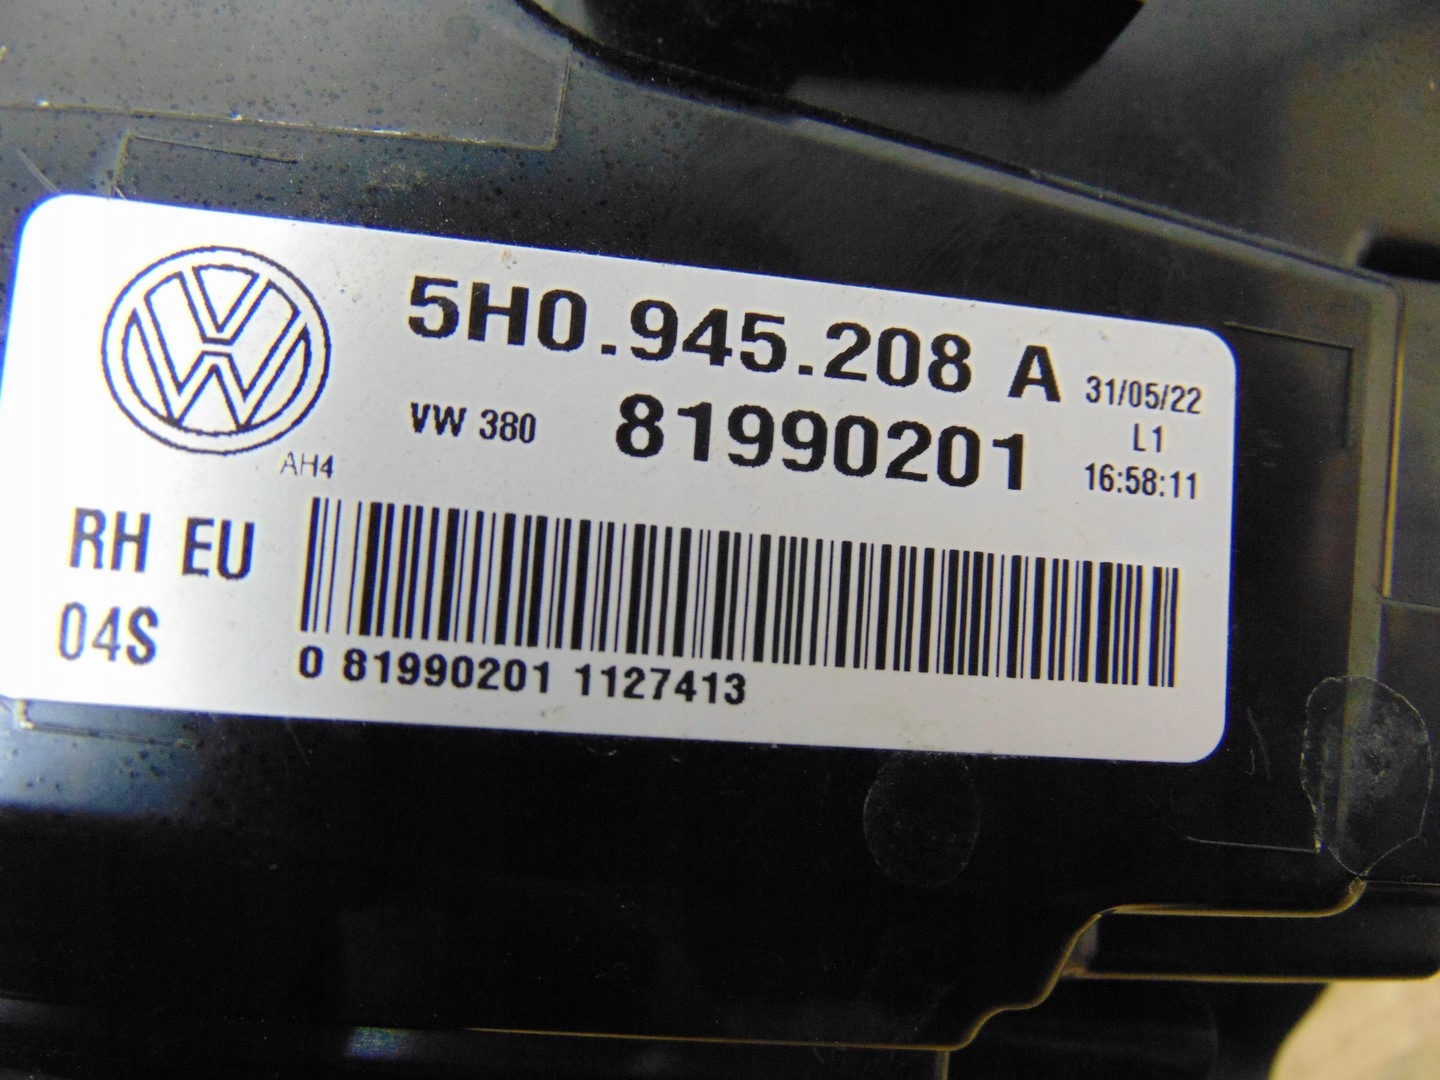 5H0.945.208 A
31/05/22
VW 380
81990201
L1
AH4
16:58:11
RH EU
04S
0 81990201 1127413